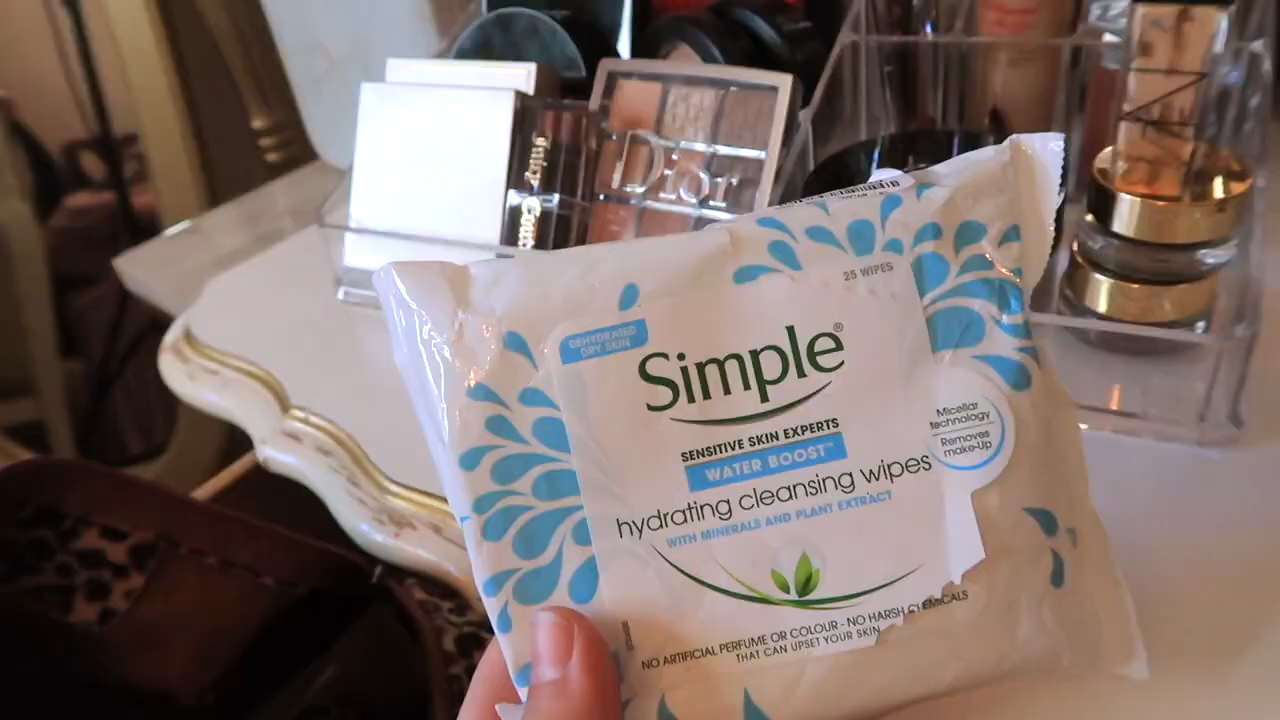 Dior
25 WIPES
DEHYDRATED
DRY SKIN
Simple®
SENSITIVE SKIN EXPERTS
WATER BOOST™
hydrating cleansing wipes
WITH MINERALS AND PLANT EXTRACT
Micellar
technology
Removes
make-Up
NO ARTIFICIAL PERFUME OR COLOUR - NO HARSH CHEMICALS
THAT CAN UPSET YOUR SKIN